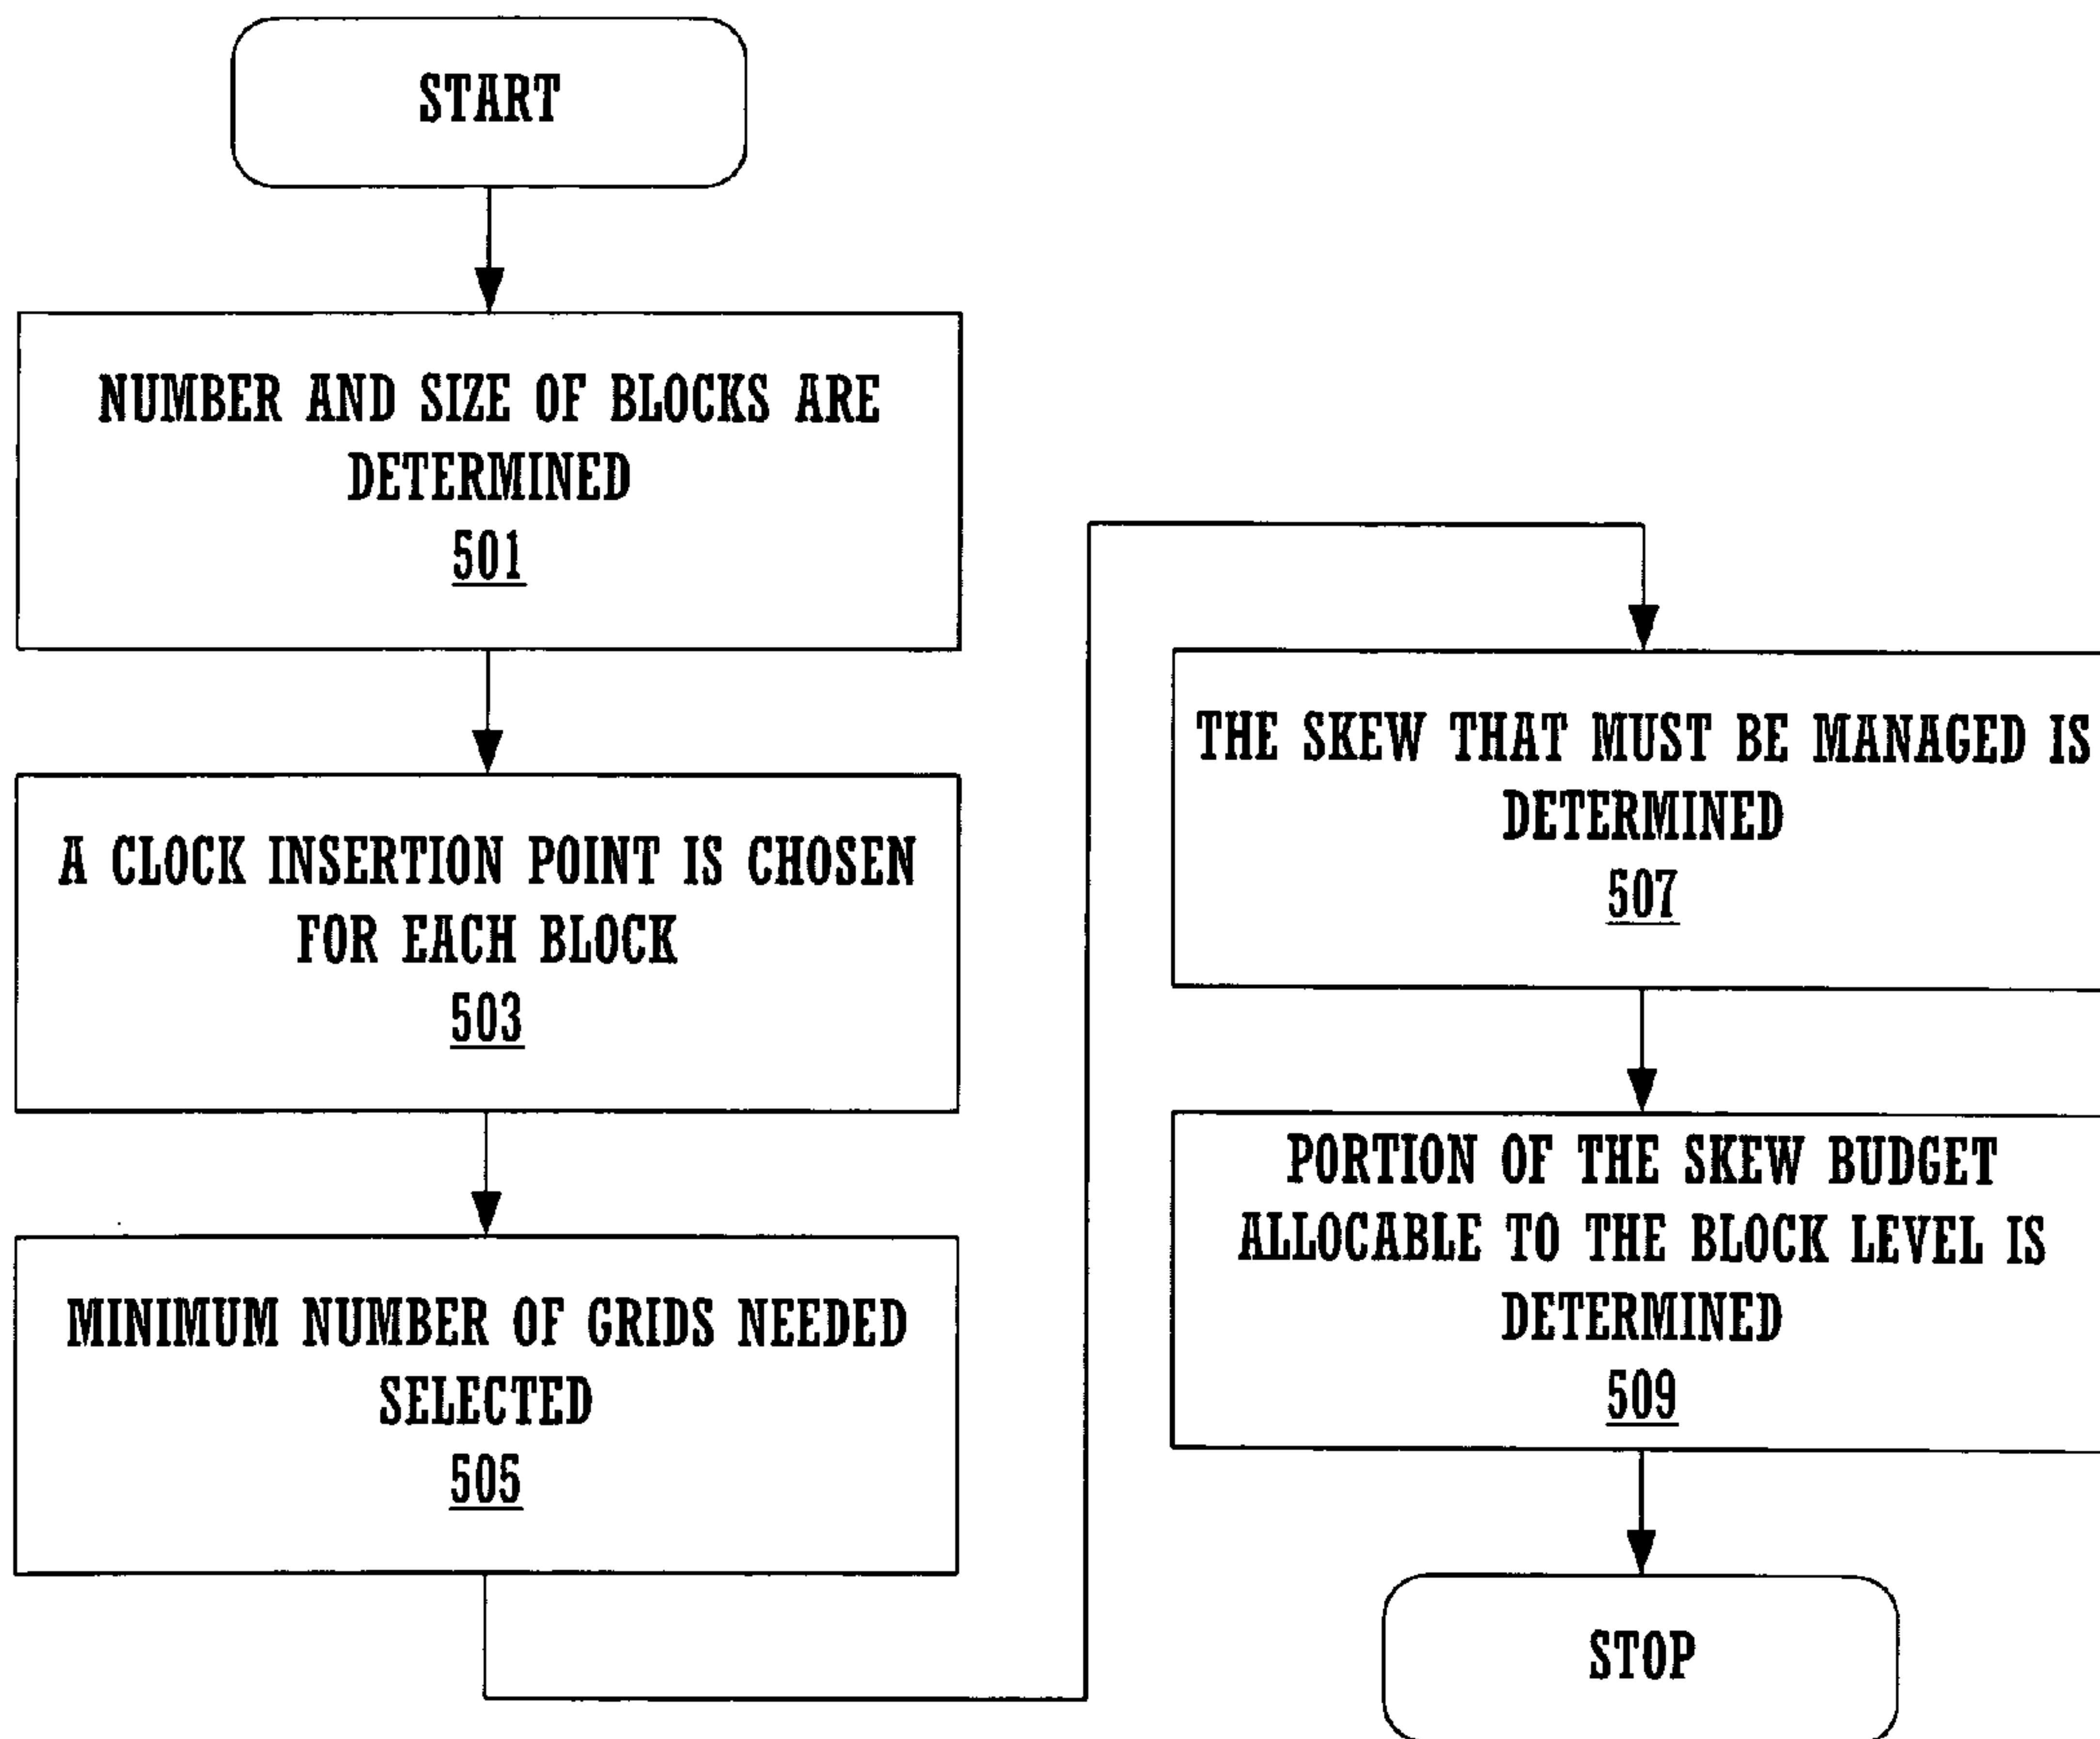 START
NUMBER AND SIZE OF BLOCKS ARE
DETERMINED
501
A CLOCK INSERTION POINT IS CHOSEN
FOR EACH BLOCK
503
MINIMUM NUMBER OF GRIDS NEEDED
SELECTED
505
THE SKEW THAT MUST BE MANAGED IS
DETERMINED
507
PORTION OF THE SKEW BUDGET
ALLOCABLE TO THE BLOCK LEVEL IS
DETERMINED
509
STOP